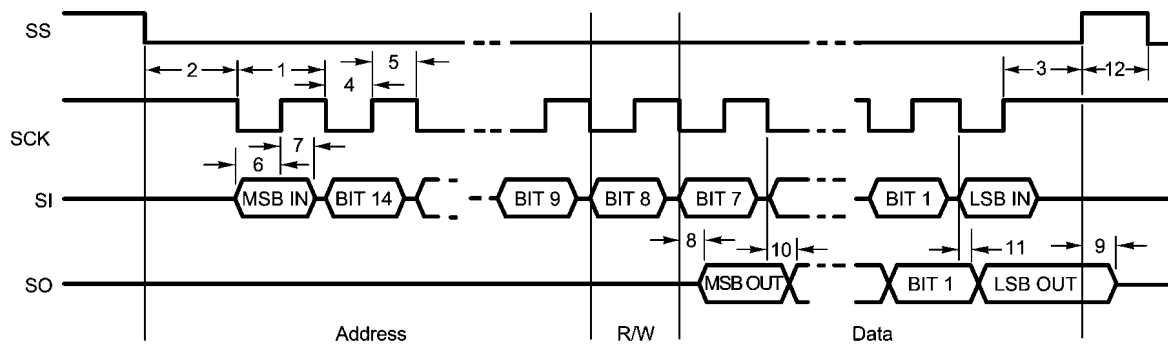 SS
2 1 5 4 3 12
SCK
6 7
SI MSB IN BIT 14 BIT 9 BIT 8 BIT 7 BIT 1 LSB IN
8 10 11 9
SO MSB OUT BIT 1 LSB OUT
Address R/W Data